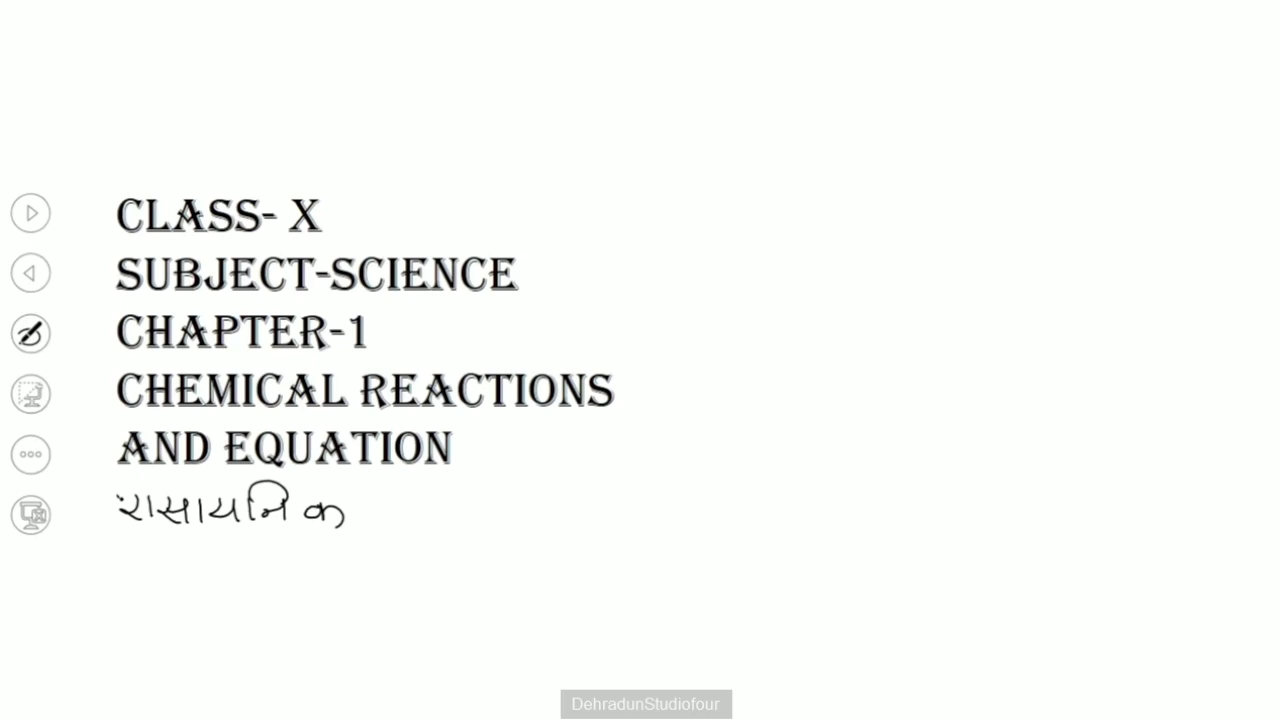 CLASS- X
SUBJECT-SCIENCE
CHAPTER-1
CHEMICAL REACTIONS
AND EQUATION
रासायनिक
DehradunStudiofour